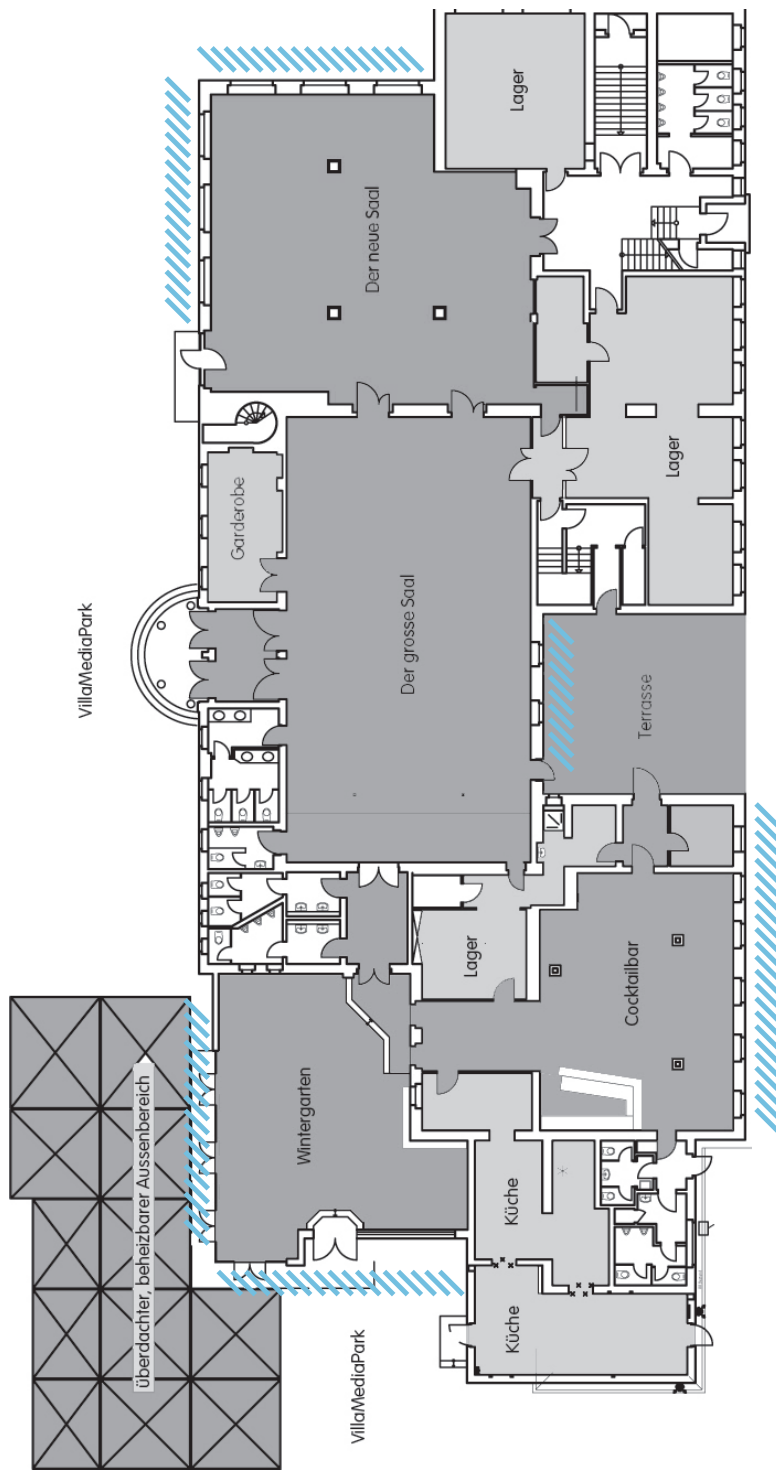 Lager
Der neue Saal
Lager
Garderobe
VillaMediaPark
Der grosse Saal
Terrasse
Lager
Cocktailbar
überdachter, beheizbarer Aussenbereich
Wintergarten
Küche
Küche
VillaMediaPark